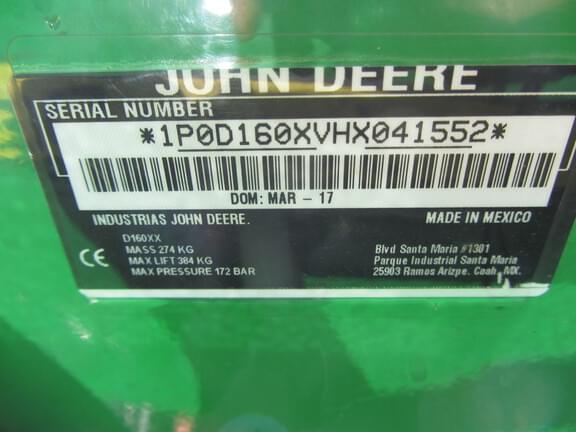 JOHN DEERE
SERIAL NUMBER
*1P0D160XVHX041552*
DOM: MAR - 17
INDUSTRIAS JOHN DEERE.
MADE IN MEXICO
D160XX
MASS 274 KG
MAX LIFT 384 KG
MAX PRESSURE 172 BAR
CE
Blvd Santa Maria #1301
Parque Industrial Santa Maria
25903 Ramos Arizpe. Coah, MX.